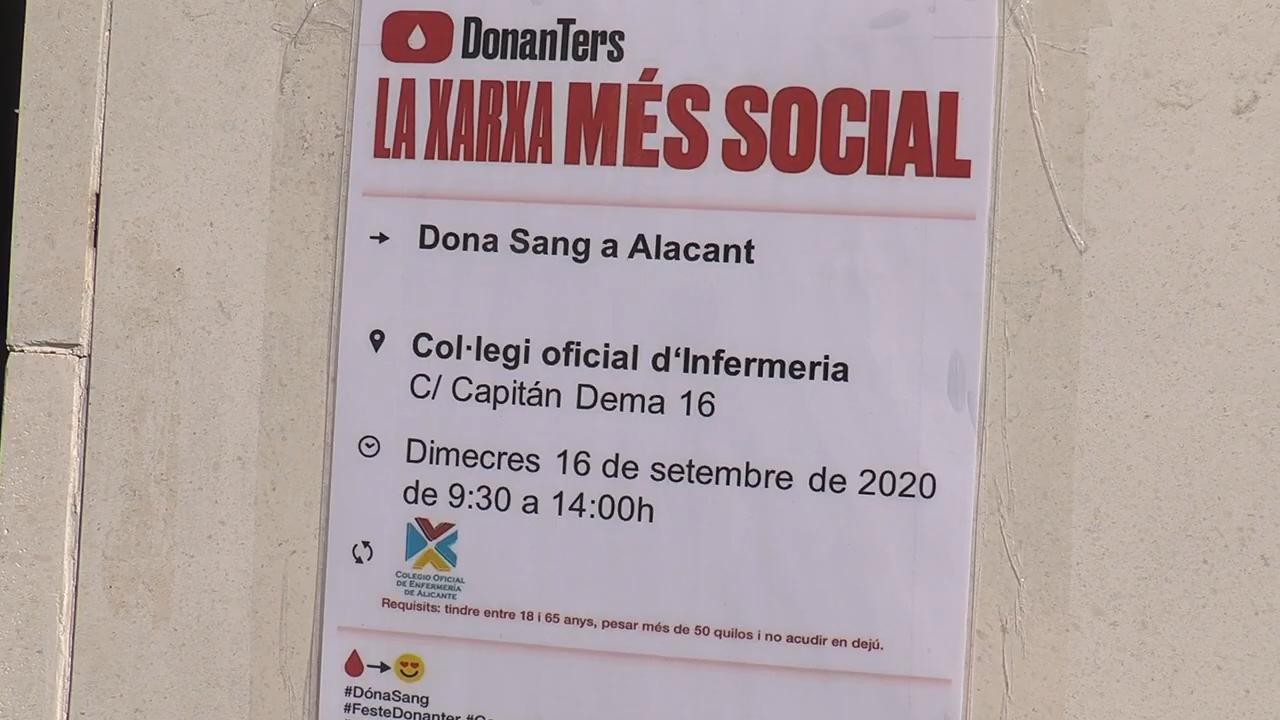 DonanTers
LA XARXA MÉS SOCIAL
Dona Sang a Alacant
Col·legi oficial d‘Infermeria
C/ Capitán Dema 16
Dimecres 16 de setembre de 2020
de 9:30 a 14:00h
COLEGIO OFICIAL
DE ENFERMERÍA
DE ALICANTE
Requisits: tindre entre 18 i 65 anys, pesar més de 50 quilos i no acudir en dejú.
#DónaSang
#FesteDonanter